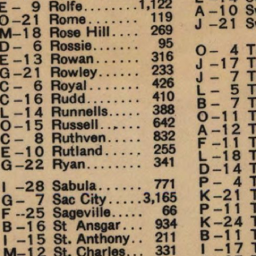 E - 9 Rolfe....... 1,122
O -21 Rome....... 119
M-18 Rose Hill.... 269
D - 6 Rossie...... 95
E -13 Rowan...... 316
G -21 Rowley..... 233
C - 6 Royal....... 426
C -16 Rudd....... 410
L -14 Runnells.... 388
O -15 Russell..... 642
C - 8 Ruthven.... 832
E -10 Rutland.... 255
G -22 Ryan....... 341
I -28 Sabula...... 771
G - 7 Sac City.... 3,165
F -25 Sageville... 66
B -16 St Ansgar... 934
I -15 St. Anthony.. 211
M-12 St. Charles... 331
A -10 S
J -21 S
O - 4 T
J -17 T
J - 7 T
L - 5 T
B - 7 T
O -11 T
A -12 T
F -11 T
L -18
D -14 T
P - 4 T
K -21 T
P -11 T
K -24 T
B -11 T
I -17 T